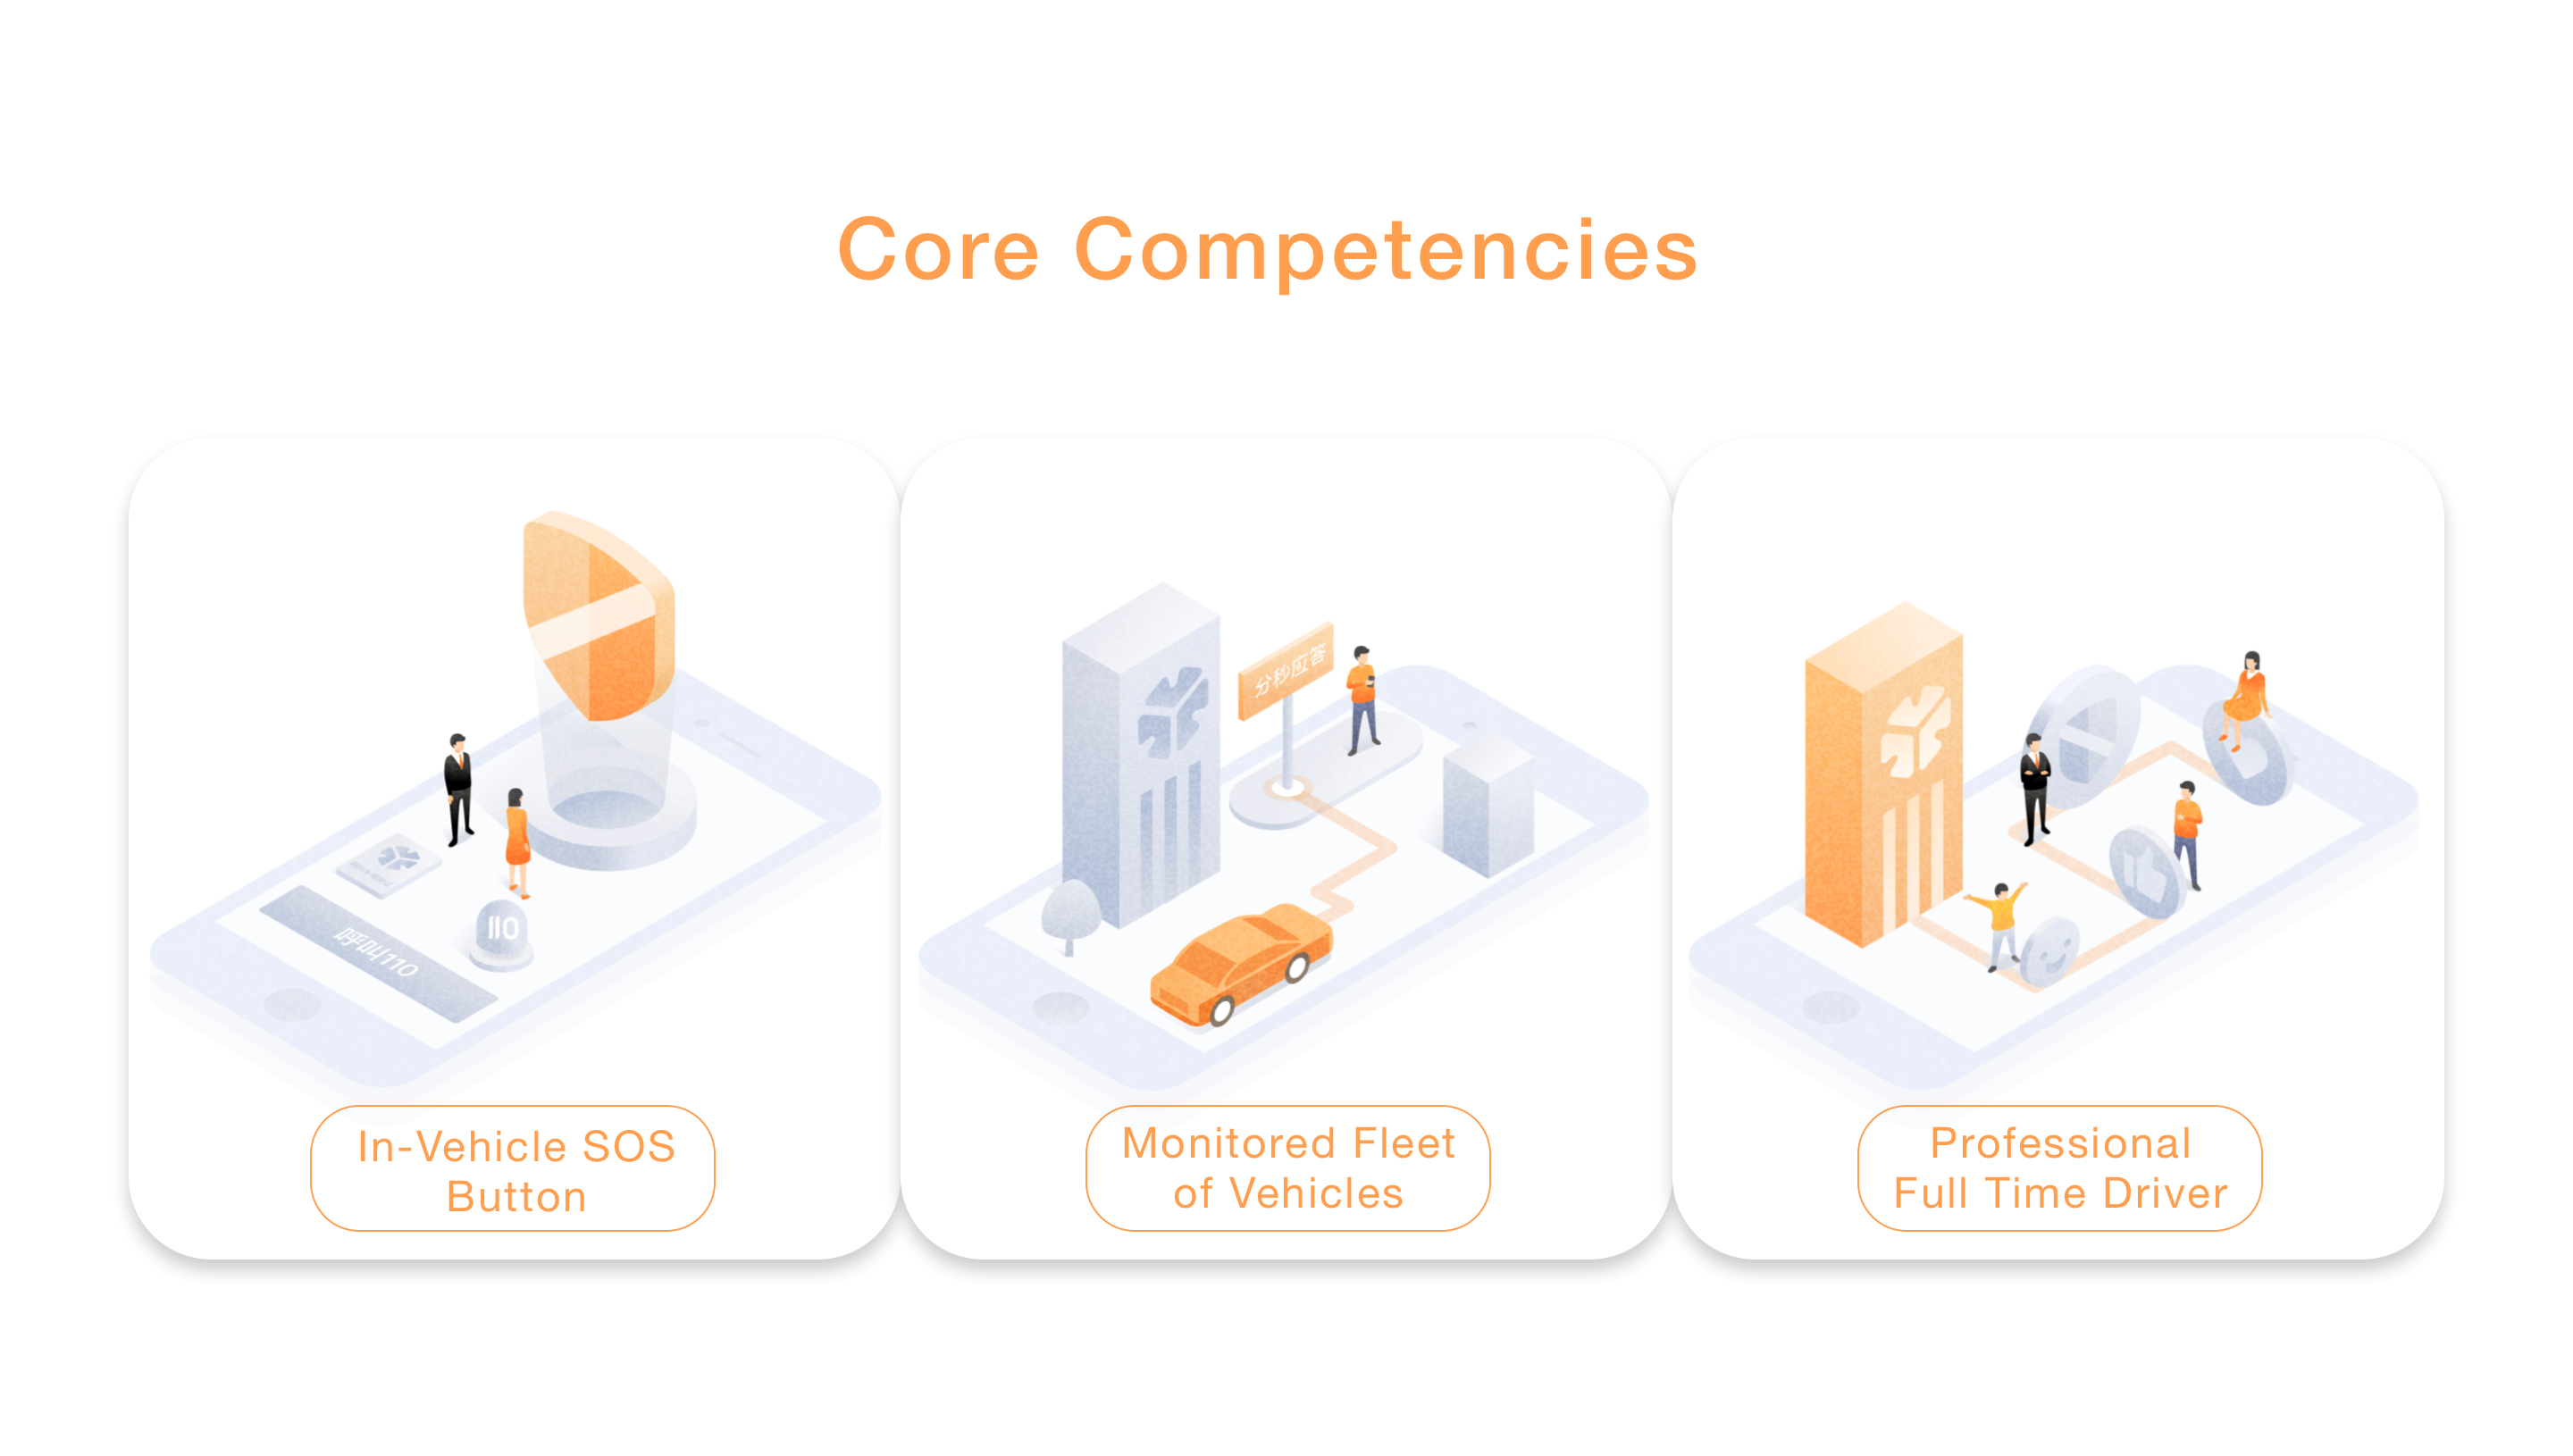 Core Competencies
110
呼叫110
In-Vehicle SOS
Button
分秒应答
Monitored Fleet
of Vehicles
Professional
Full Time Driver